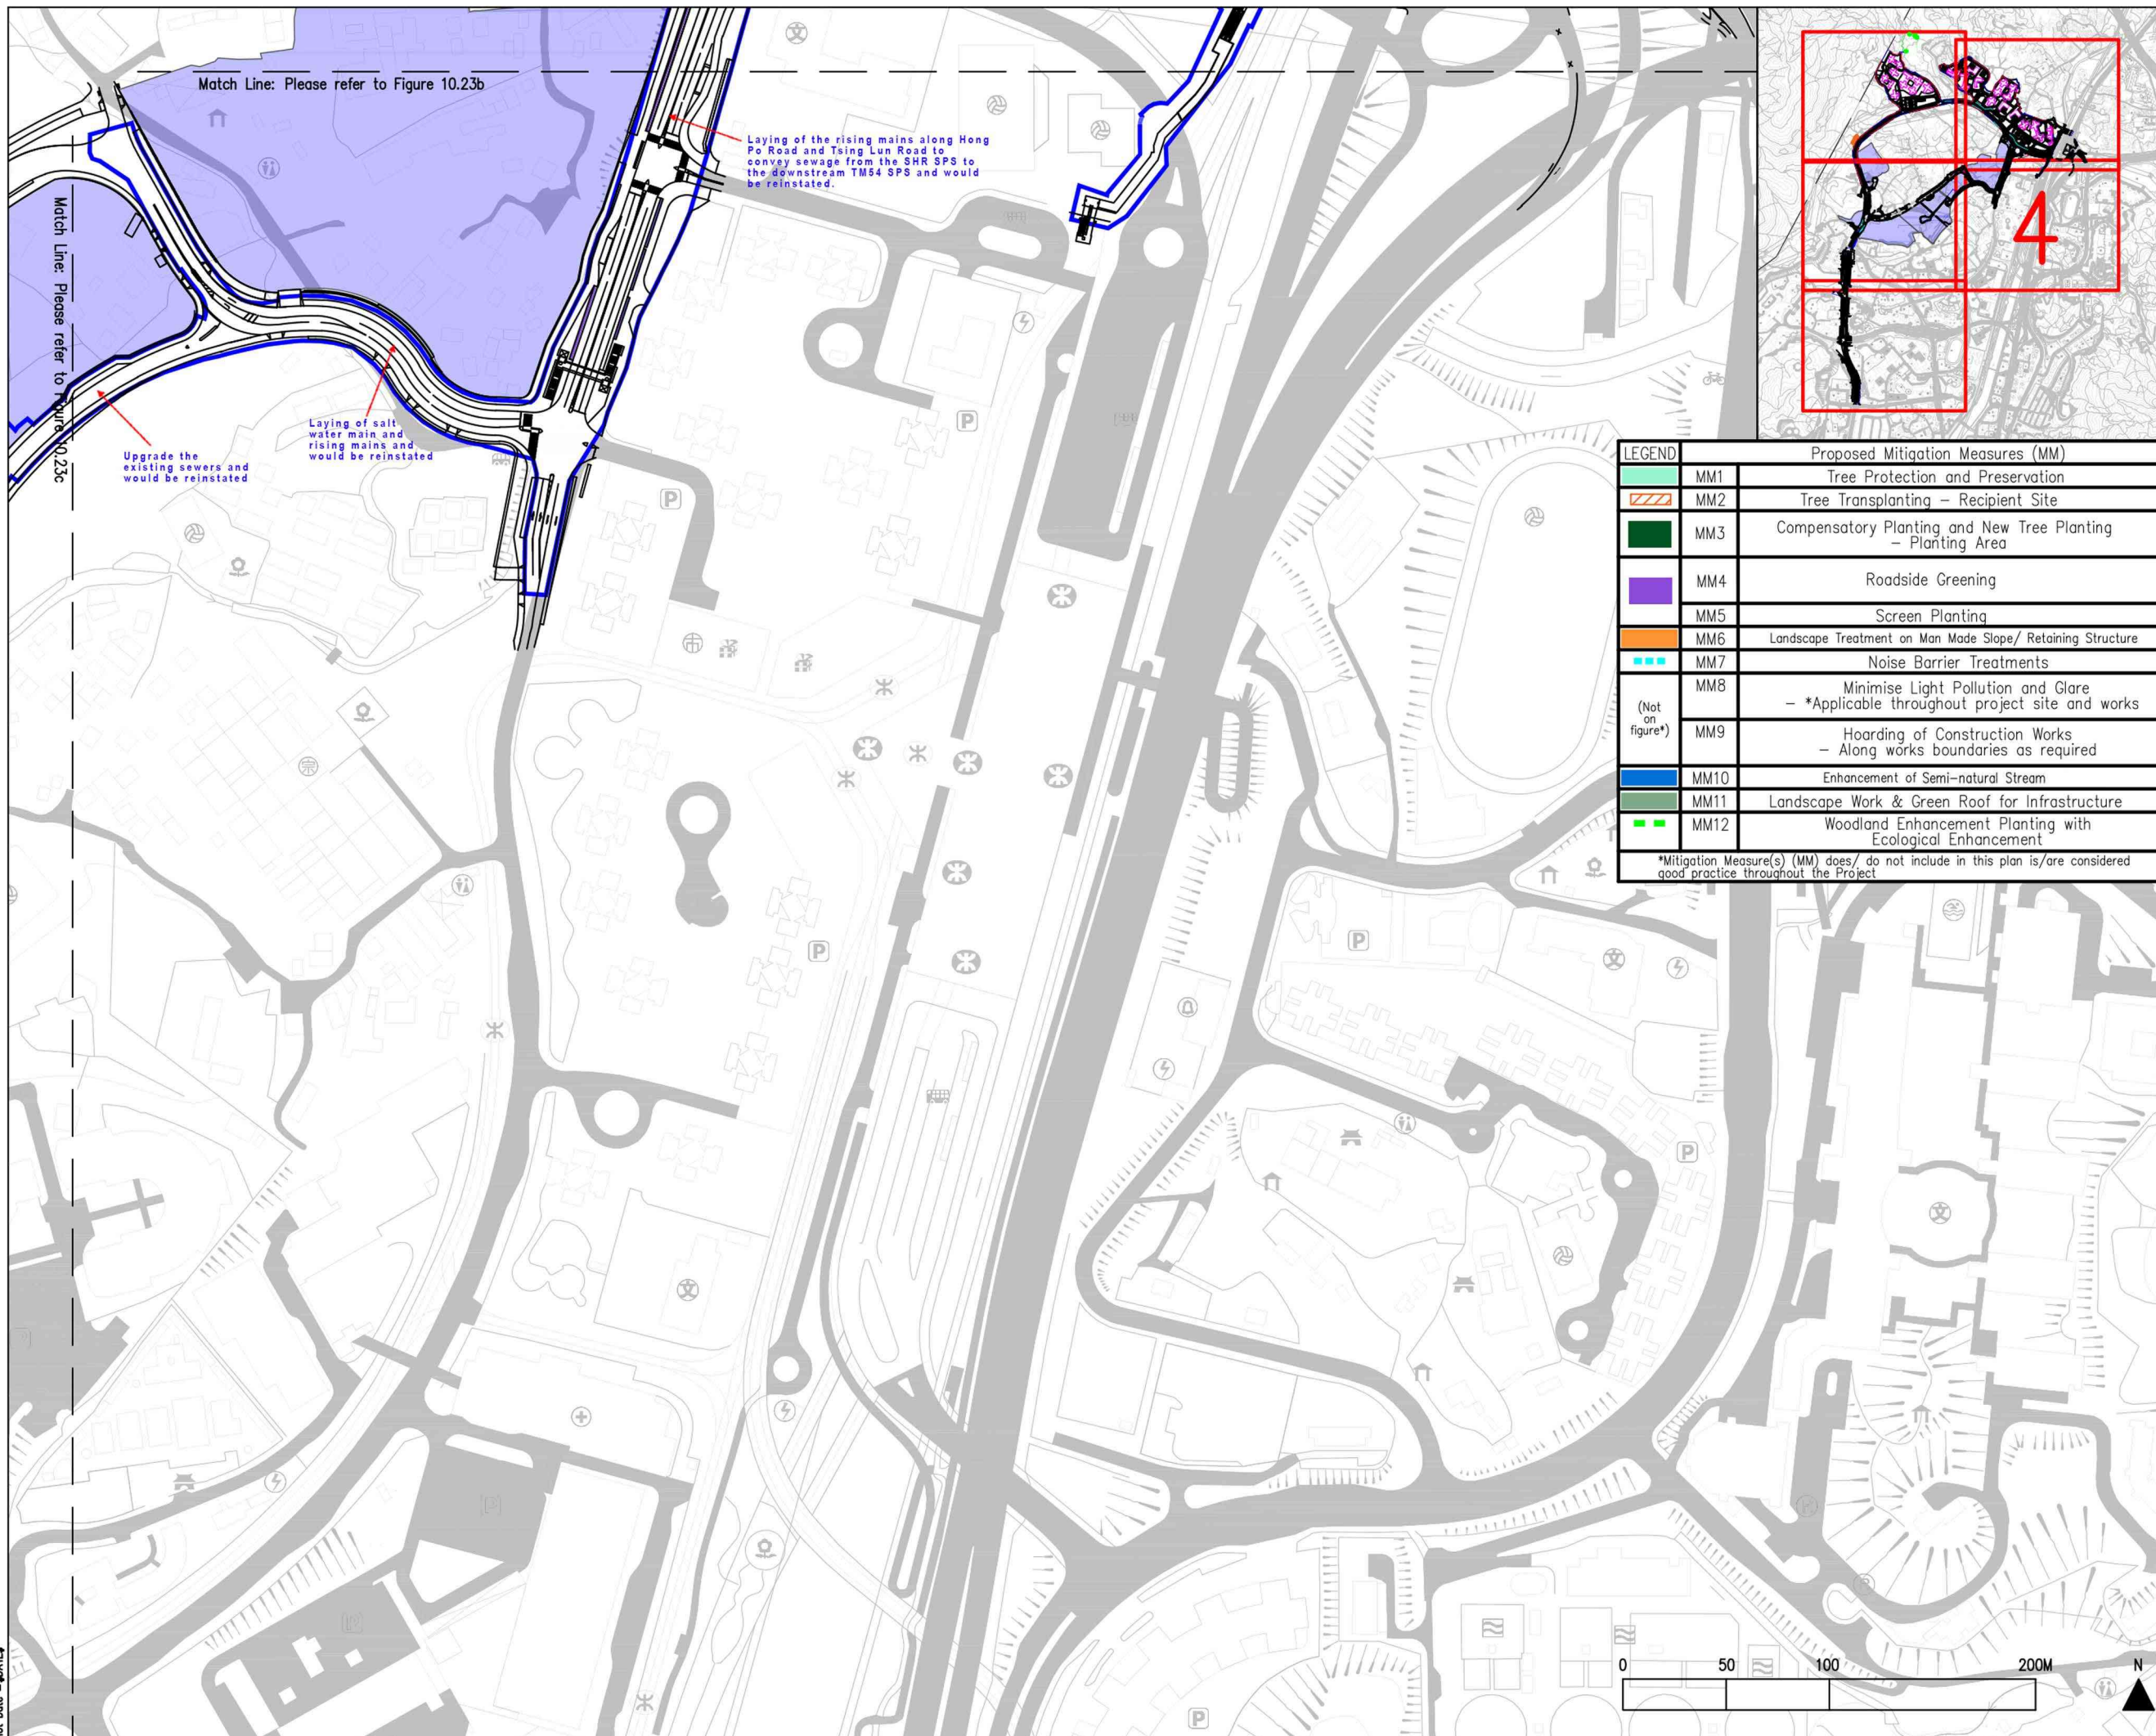 Match Line: Please refer to Figure 10.23b
Laying of the rising mains along Hong
Po Road and Tsing Lun Road to
convey sewage from the SHR SPS to
the downstream TM54 SPS and would
be reinstated.
Match Line: Please refer to Figure 10.23c
Laying of salt
water main and
rising mains and
would be reinstated
Upgrade the
existing sewers and
would be reinstated
4
LEGEND Proposed Mitigation Measures (MM)
MM1 Tree Protection and Preservation
MM2 Tree Transplanting – Recipient Site
MM3 Compensatory Planting and New Tree Planting
– Planting Area
MM4 Roadside Greening
MM5 Screen Planting
MM6 Landscape Treatment on Man Made Slope/ Retaining Structure
MM7 Noise Barrier Treatments
(Not
on
figure*)
MM8 Minimise Light Pollution and Glare
– *Applicable throughout project site and works
MM9 Hoarding of Construction Works
– Along works boundaries as required
MM10 Enhancement of Semi-natural Stream
MM11 Landscape Work & Green Roof for Infrastructure
MM12 Woodland Enhancement Planting with
Ecological Enhancement
*Mitigation Measure(s) (MM) does/ do not include in this plan is/are considered
good practice throughout the Project
P
P
P
P
P
P
0 50 100 200M
N